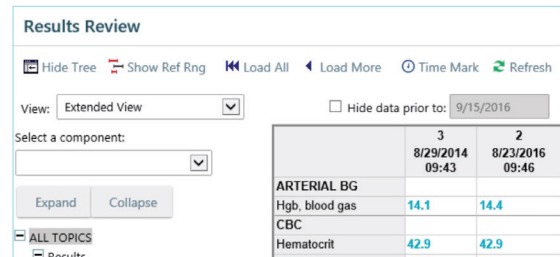 Results Review
Hide Tree Show Ref Rng Load All Load More Time Mark Refresh
View: Extended View Hide data prior to: 9/15/2016
Select a component:
3 2
8/29/2014 8/23/2016
09:43 09:46
ARTERIAL BG
Expand Collapse Hgb, blood gas 14.1 14.4
CBC
ALL TOPICS Hematocrit 42.9 42.9
Results